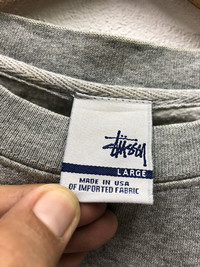 Stüssy
LARGE
MADE IN USA
OF IMPORTED FABRIC